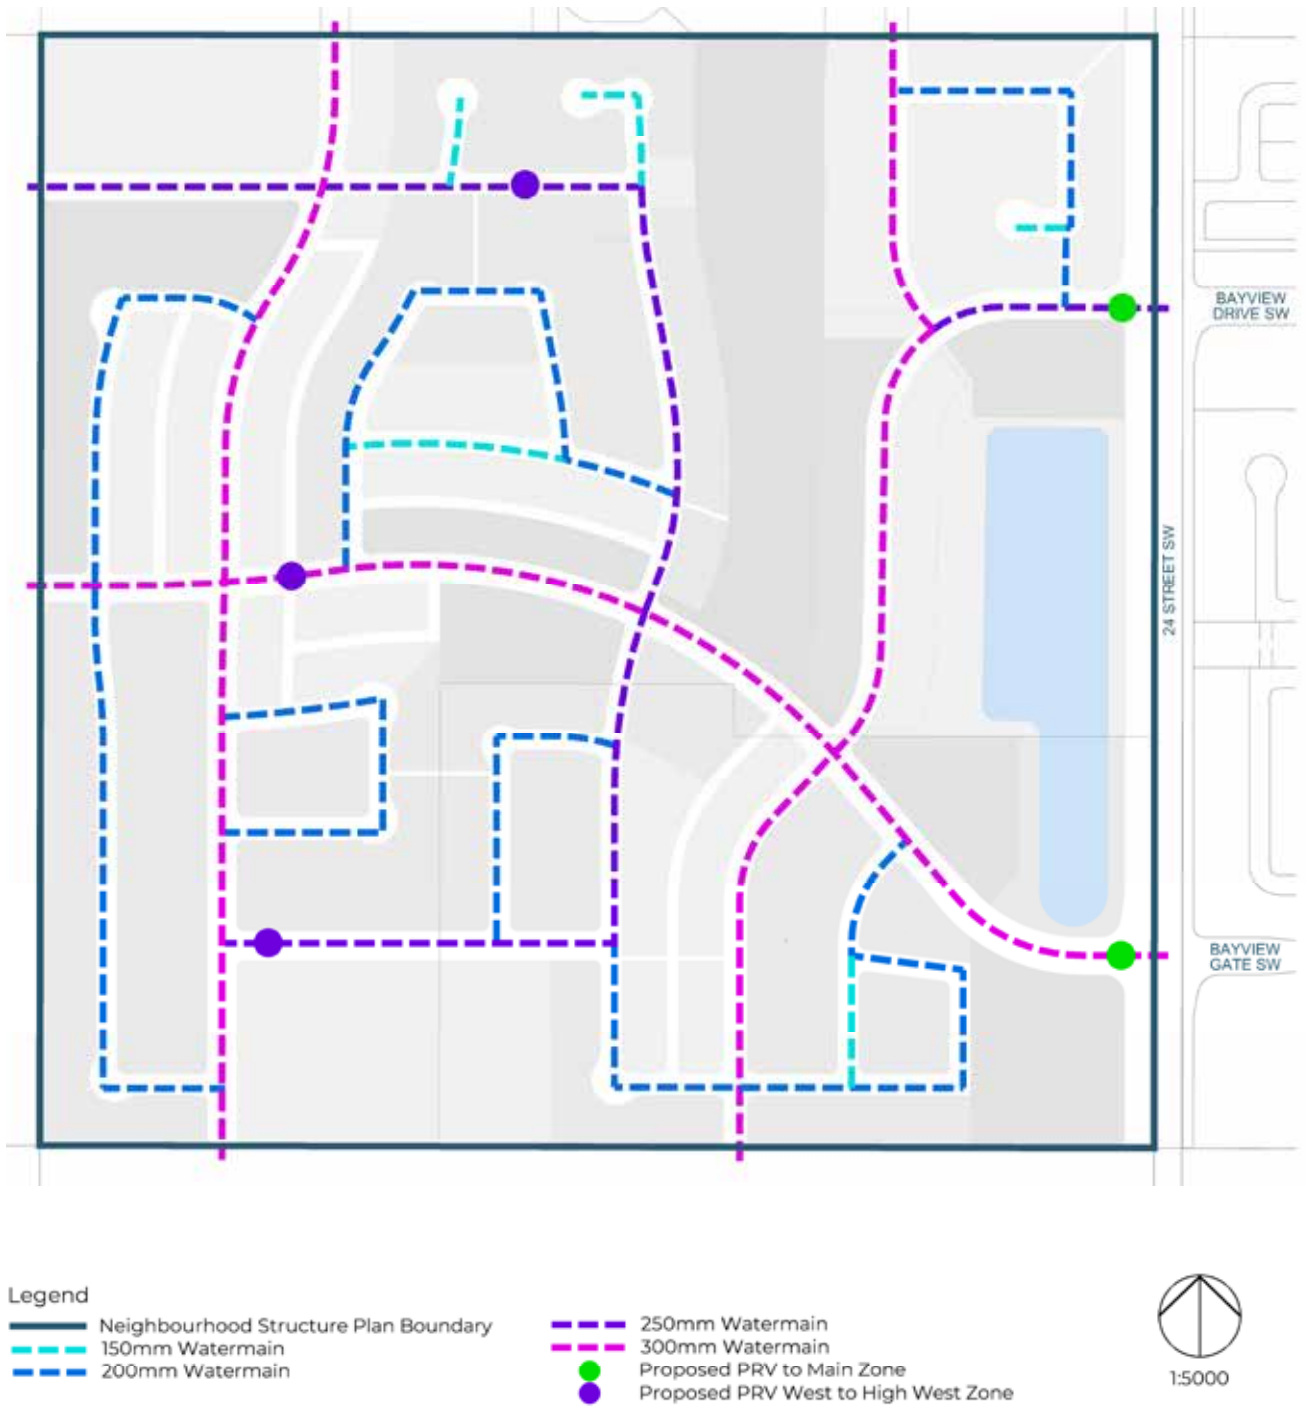 BAYVIEW
DRIVE SW
24 STREET SW
BAYVIEW
GATE SW
Legend
Neighbourhood Structure Plan Boundary
150mm Watermain
200mm Watermain
250mm Watermain
300mm Watermain
Proposed PRV to Main Zone
Proposed PRV West to High West Zone
1:5000